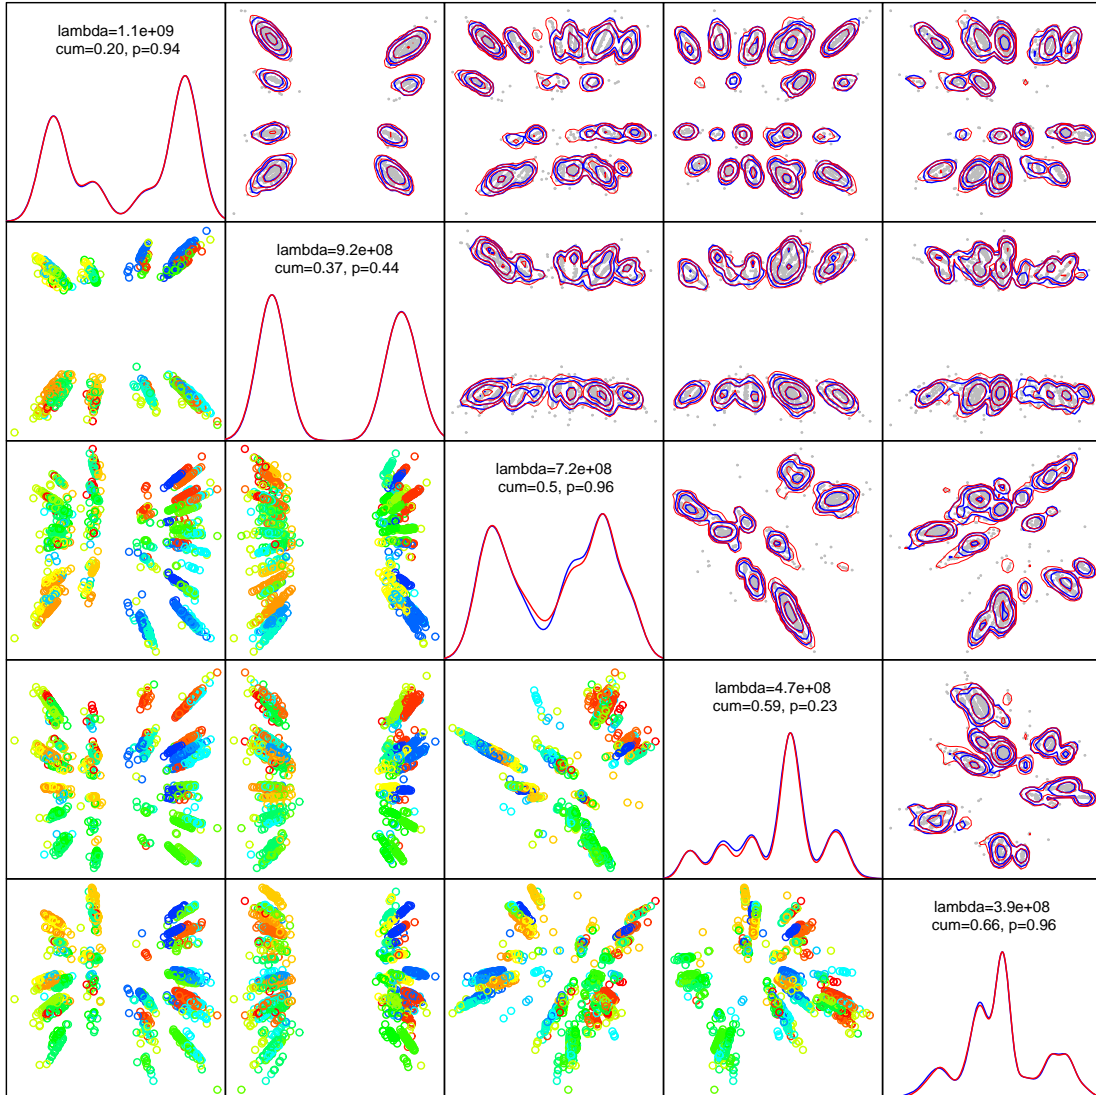 lambda=1.1e+09
cum=0.20, p=0.94
lambda=9.2e+08
cum=0.37, p=0.44
lambda=7.2e+08
cum=0.5, p=0.96
lambda=4.7e+08
cum=0.59, p=0.23
lambda=3.9e+08
cum=0.66, p=0.96